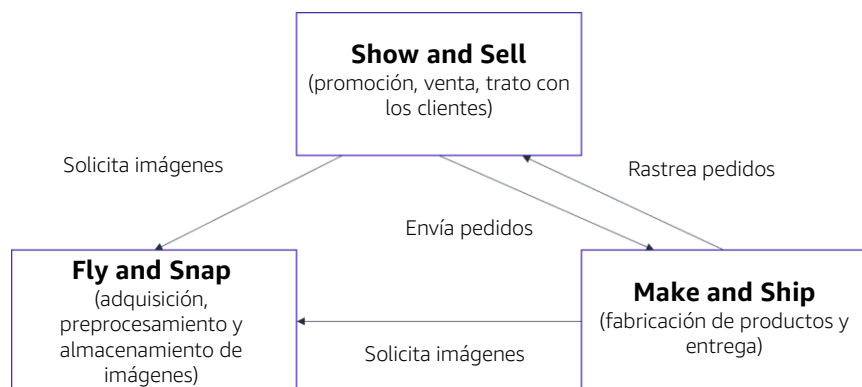 Show and Sell
(promoción, venta, trato con
los clientes)
Solicita imágenes
Rastrea pedidos
Envía pedidos
Fly and Snap
(adquisición,
preprocesamiento y
almacenamiento de
imágenes)
Make and Ship
(fabricación de productos y
entrega)
Solicita imágenes